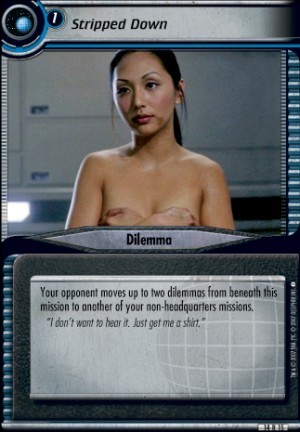 1
Stripped Down
Dilemma
Your opponent moves up to two dilemmas from beneath this
mission to another of your non-headquarters missions.
"I don't want to hear it. Just get me a shirt."